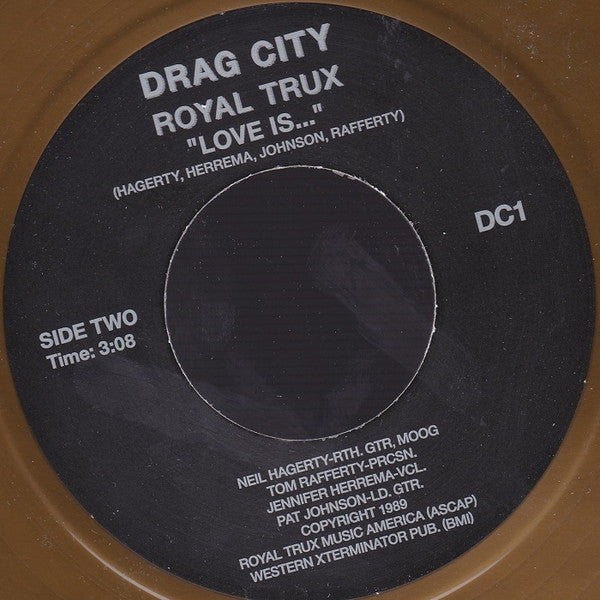 DRAG CITY
ROYAL TRUX
"LOVE IS..."
(HAGERTY, HERREMA, JOHNSON, RAFFERTY)
DC1
SIDE TWO
Time: 3:08
NEIL HAGERTY-RTH. GTR, MOOG
TOM RAFFERTY-PRCSN.
JENNIFER HERREMA-VCL.
PAT JOHNSON-LD. GTR.
COPYRIGHT 1989
ROYAL TRUX MUSIC AMERICA (ASCAP)
WESTERN XTERMINATOR PUB. (BMI)